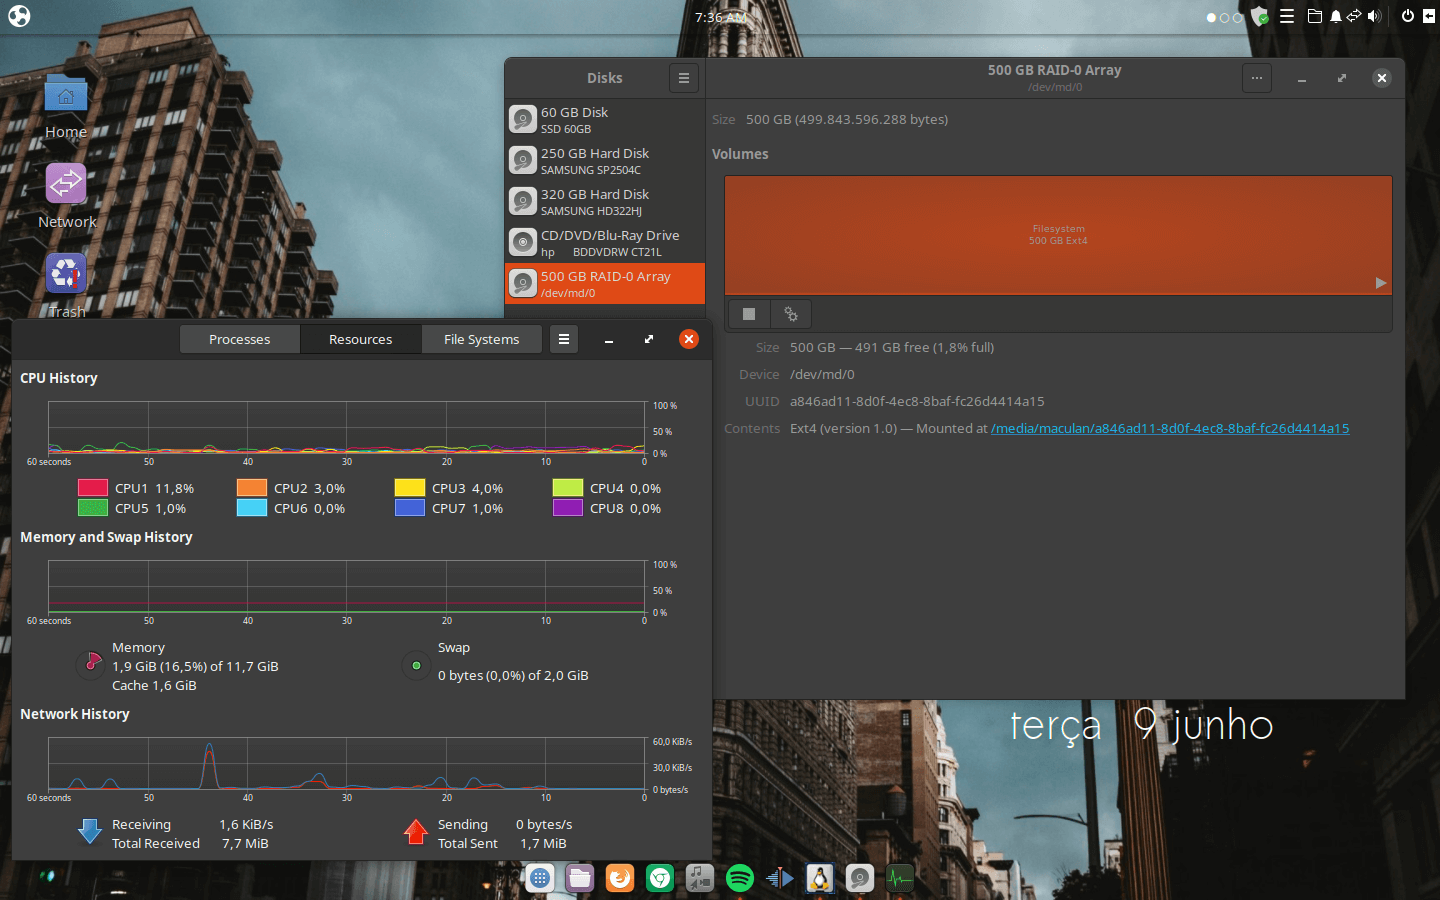 7:36 AM
Home
Network
Trash
Disks
60 GB Disk
SSD 60GB
250 GB Hard Disk
SAMSUNG SP2504C
320 GB Hard Disk
SAMSUNG HD322HJ
CD/DVD/Blu-Ray Drive
hp BDDVDRW CT21L
500 GB RAID-0 Array
/dev/md/0
500 GB RAID-0 Array
/dev/md/0
Size 500 GB (499.843.596.288 bytes)
Volumes
Filesystem
500 GB Ext4
Size 500 GB — 491 GB free (1,8% full)
Device /dev/md/0
UUID a846ad11-8d0f-4ec8-8baf-fc26d4414a15
Contents Ext4 (version 1.0) — Mounted at /media/maculan/a846ad11-8d0f-4ec8-8baf-fc26d4414a15
Processes Resources File Systems
CPU History
100 %
50 %
0 %
60 seconds 50 40 30 20 10 0
CPU1 11,8% CPU2 3,0% CPU3 4,0% CPU4 0,0%
CPU5 1,0% CPU6 0,0% CPU7 1,0% CPU8 0,0%
Memory and Swap History
100 %
50 %
0 %
60 seconds 50 40 30 20 10 0
Memory
1,9 GiB (16,5%) of 11,7 GiB
Cache 1,6 GiB
Swap
0 bytes (0,0%) of 2,0 GiB
Network History
60,0 KiB/s
30,0 KiB/s
0 bytes/s
60 seconds 50 40 30 20 10 0
Receiving 1,6 KiB/s
Total Received 7,7 MiB
Sending 0 bytes/s
Total Sent 1,7 MiB
terça 9 junho